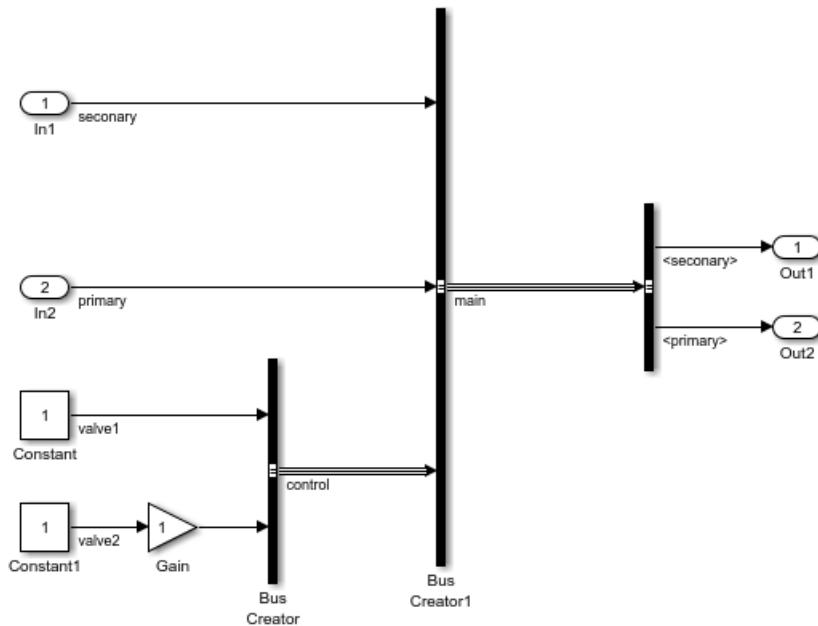 1
seconary
In1
1
<seconary>
Out1
2
primary
In2
main
2
<primary>
Out2
1
valve1
Constant
control
1
valve2
Constant1
1
Gain
Bus
Creator
Bus
Creator1